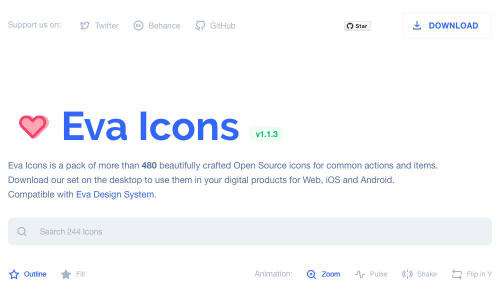 Support us on: Twitter Behance GitHub Star DOWNLOAD
Eva Icons v1.1.3
Eva Icons is a pack of more than 480 beautifully crafted Open Source icons for common actions and items.
Download our set on the desktop to use them in your digital products for Web, iOS and Android.
Compatible with Eva Design System.
Search 244 Icons
Outline Fill Animation: Zoom Pulse Shake Flip in Y